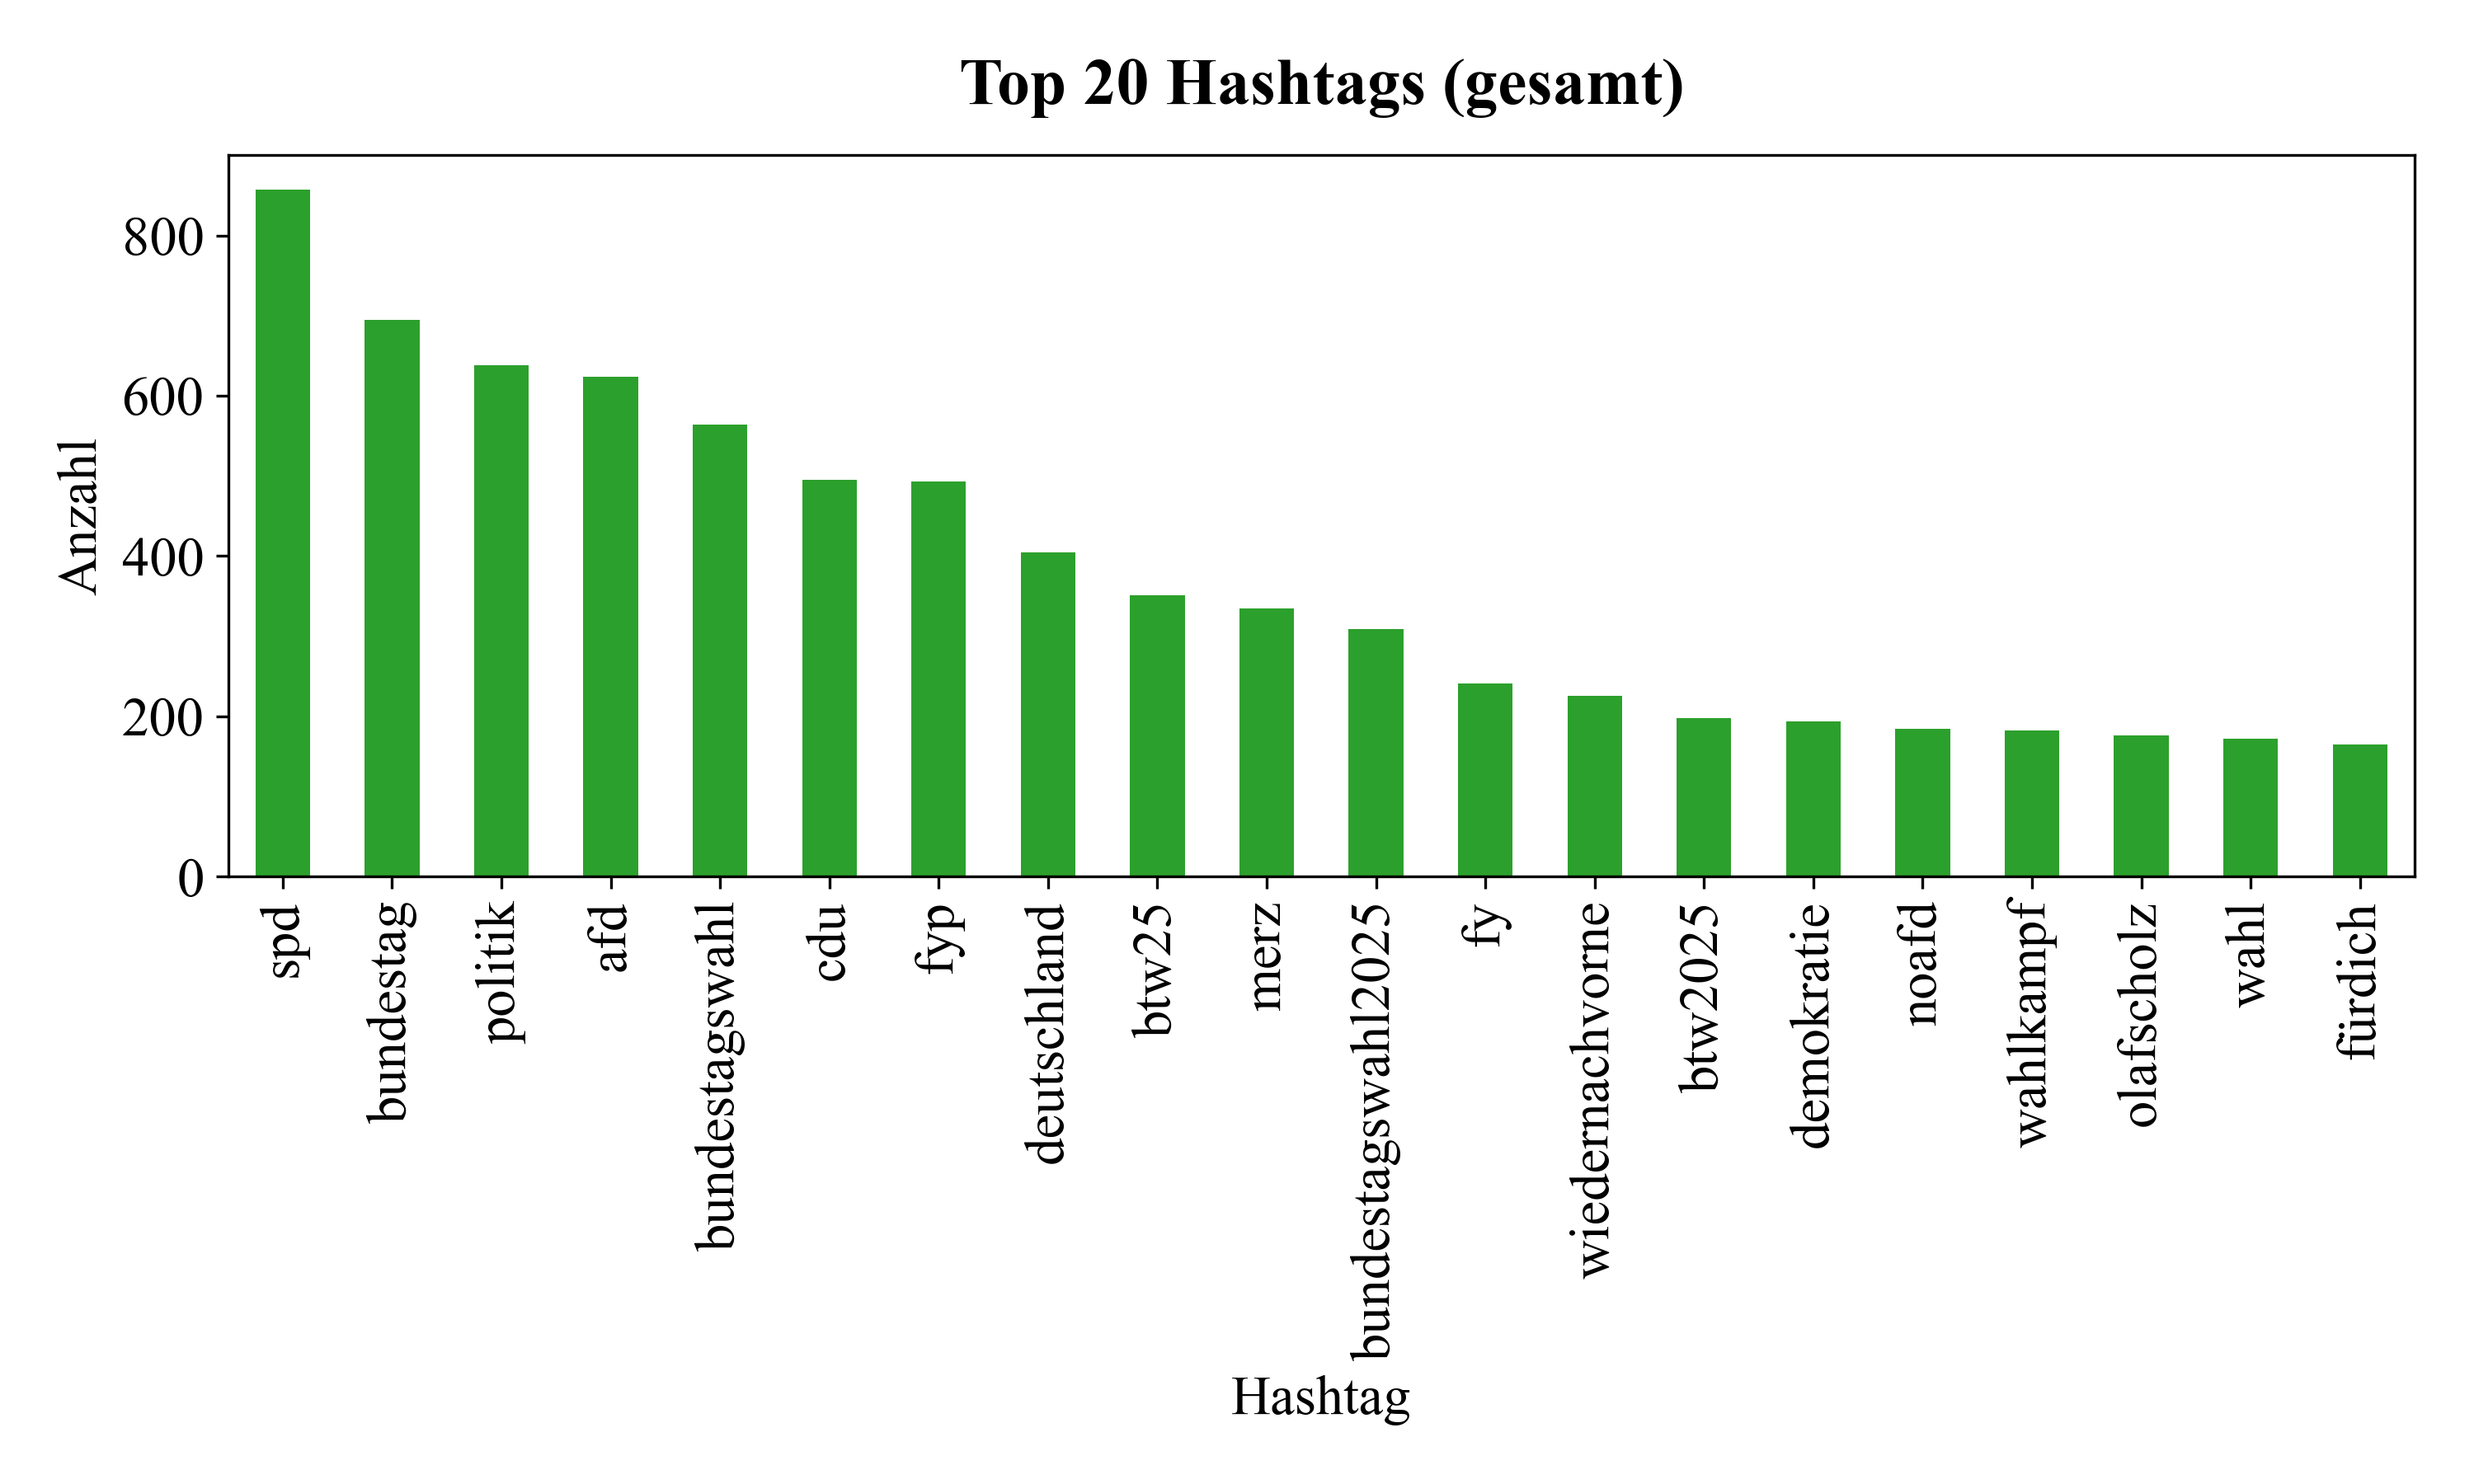 Top 20 Hashtags (gesamt)
Anzahl
800
600
400
200
0
spd
bundestag
politik
afd
bundestagswahl
cdu
fyp
deutschland
btw25
merz
bundestagswahl2025
fy
wiedernachvorne
btw2025
demokratie
noafd
wahlkampf
olafscholz
wahl
fürdich
Hashtag